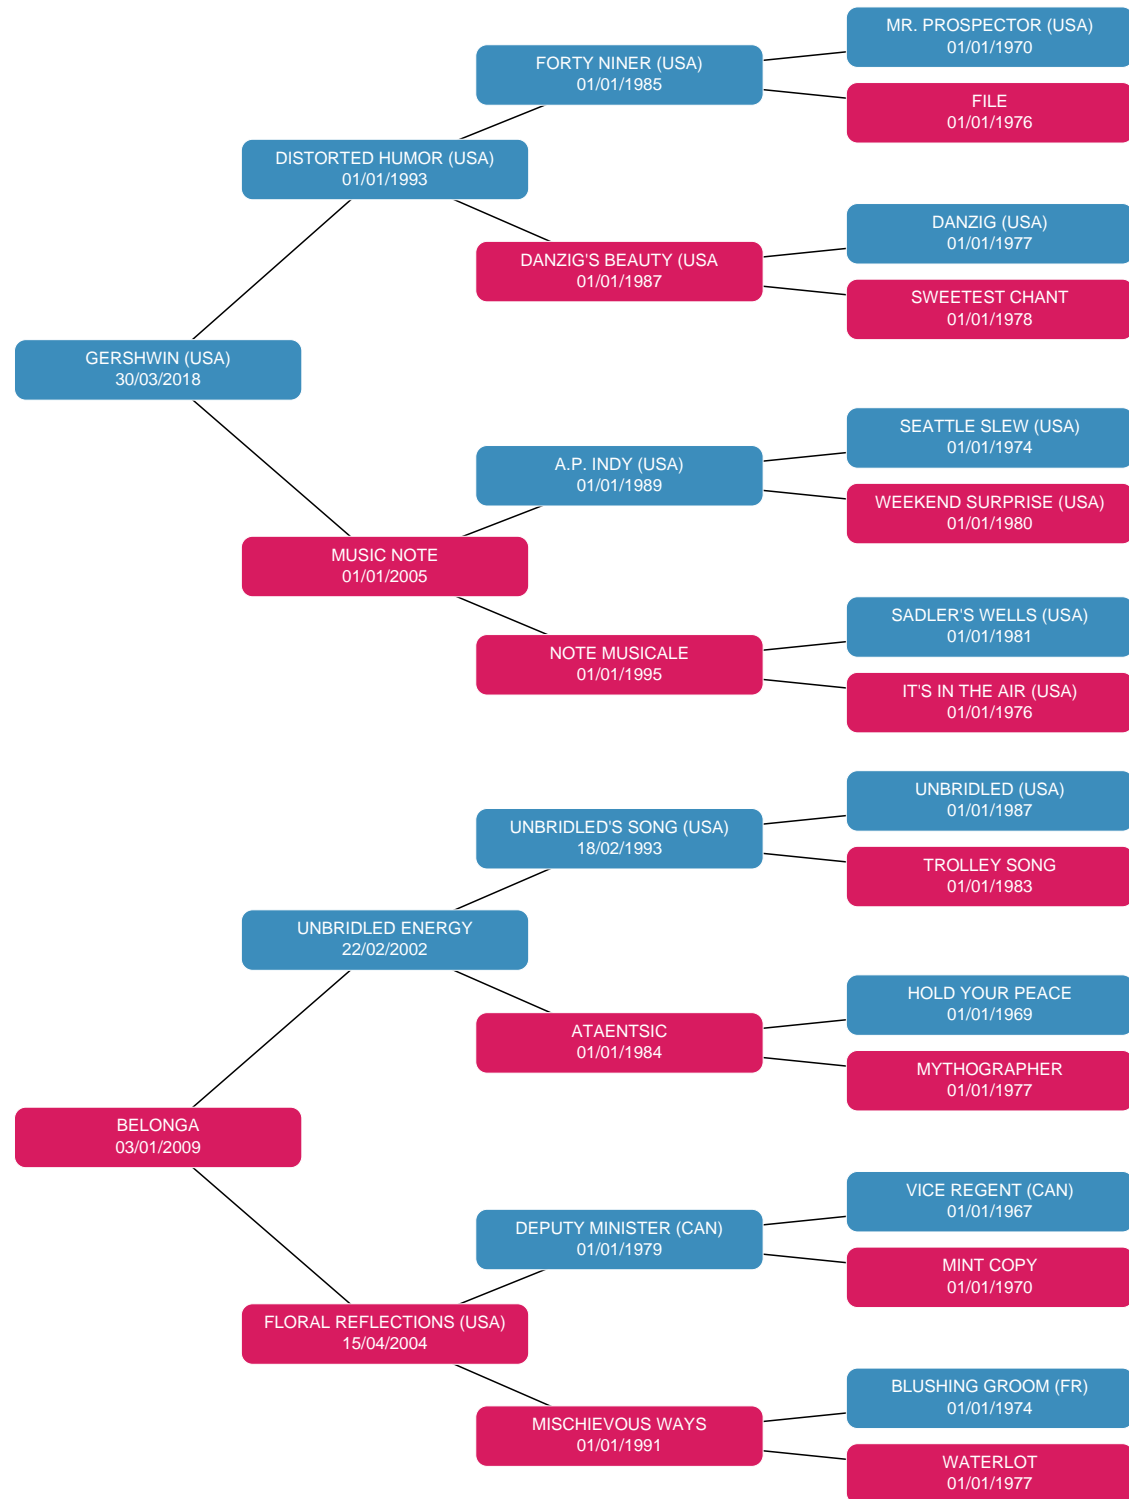 MR. PROSPECTOR (USA)
01/01/1970
FORTY NINER (USA)
01/01/1985
FILE
01/01/1976
DISTORTED HUMOR (USA)
01/01/1993
DANZIG (USA)
01/01/1977
DANZIG'S BEAUTY (USA
01/01/1987
SWEETEST CHANT
01/01/1978
GERSHWIN (USA)
30/03/2018
SEATTLE SLEW (USA)
01/01/1974
A.P. INDY (USA)
01/01/1989
WEEKEND SURPRISE (USA)
01/01/1980
MUSIC NOTE
01/01/2005
SADLER'S WELLS (USA)
01/01/1981
NOTE MUSICALE
01/01/1995
IT'S IN THE AIR (USA)
01/01/1976
UNBRIDLED (USA)
01/01/1987
UNBRIDLED'S SONG (USA)
18/02/1993
TROLLEY SONG
01/01/1983
UNBRIDLED ENERGY
22/02/2002
HOLD YOUR PEACE
01/01/1969
ATAENTSIC
01/01/1984
MYTHOGRAPHER
01/01/1977
BELONGA
03/01/2009
VICE REGENT (CAN)
01/01/1967
DEPUTY MINISTER (CAN)
01/01/1979
MINT COPY
01/01/1970
FLORAL REFLECTIONS (USA)
15/04/2004
BLUSHING GROOM (FR)
01/01/1974
MISCHIEVOUS WAYS
01/01/1991
WATERLOT
01/01/1977